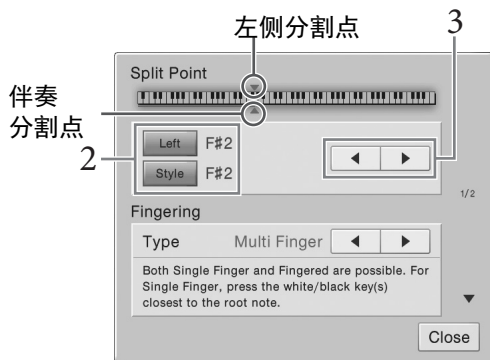 左侧分割点
3
Split Point
伴奏
分割点
2
Left F#2
Style F#2
1/2
Fingering
Type Multi Finger
Both Single Finger and Fingered are possible. For
Single Finger, press the white/black key(s)
closest to the root note.
Close